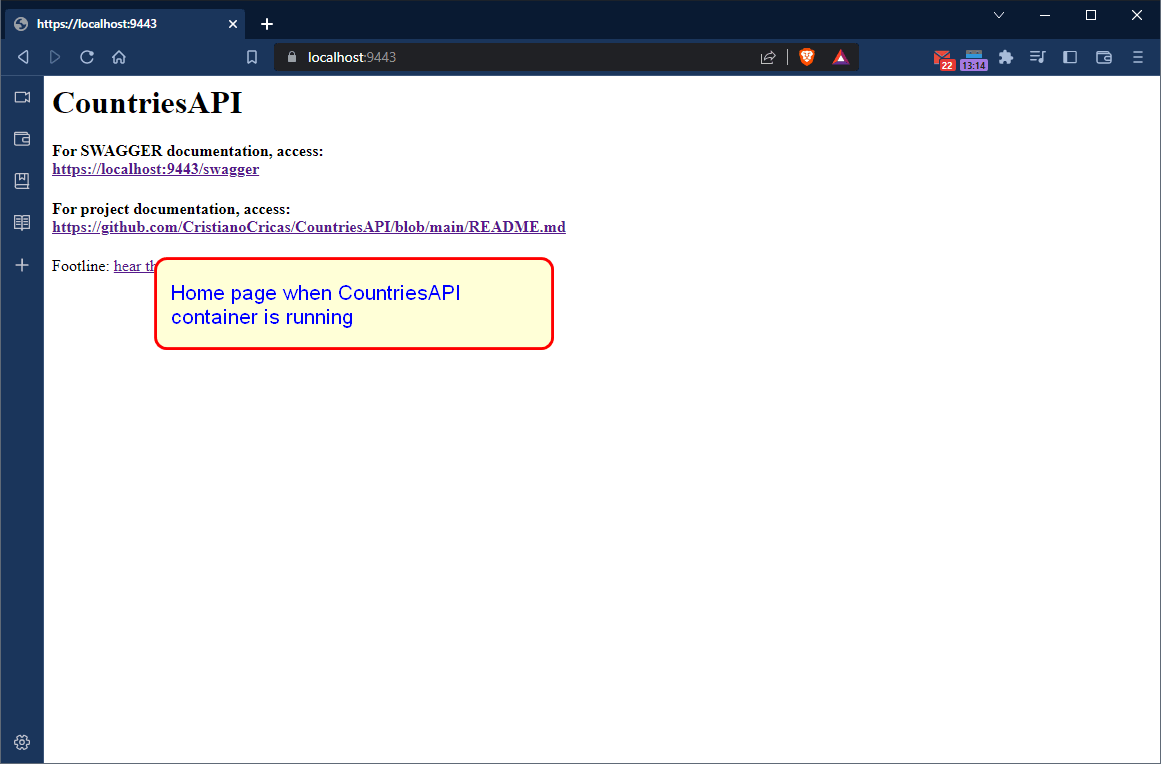 https://localhost:9443
localhost:9443
22
13:14
CountriesAPI
For SWAGGER documentation, access:
https://localhost:9443/swagger
For project documentation, access:
https://github.com/CristianoCricas/CountriesAPI/blob/main/README.md
Footline: hear
Home page when CountriesAPI
container is running